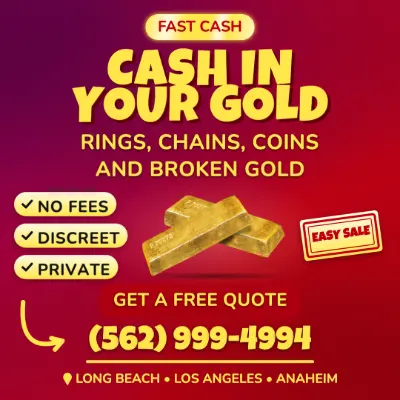 FAST CASH
CASH IN
YOUR GOLD
RINGS, CHAINS, COINS
AND BROKEN GOLD
NO FEES
DISCREET
PRIVATE
EASY SALE
GET A FREE QUOTE
(562) 999-4994
LONG BEACH • LOS ANGELES • ANAHEIM